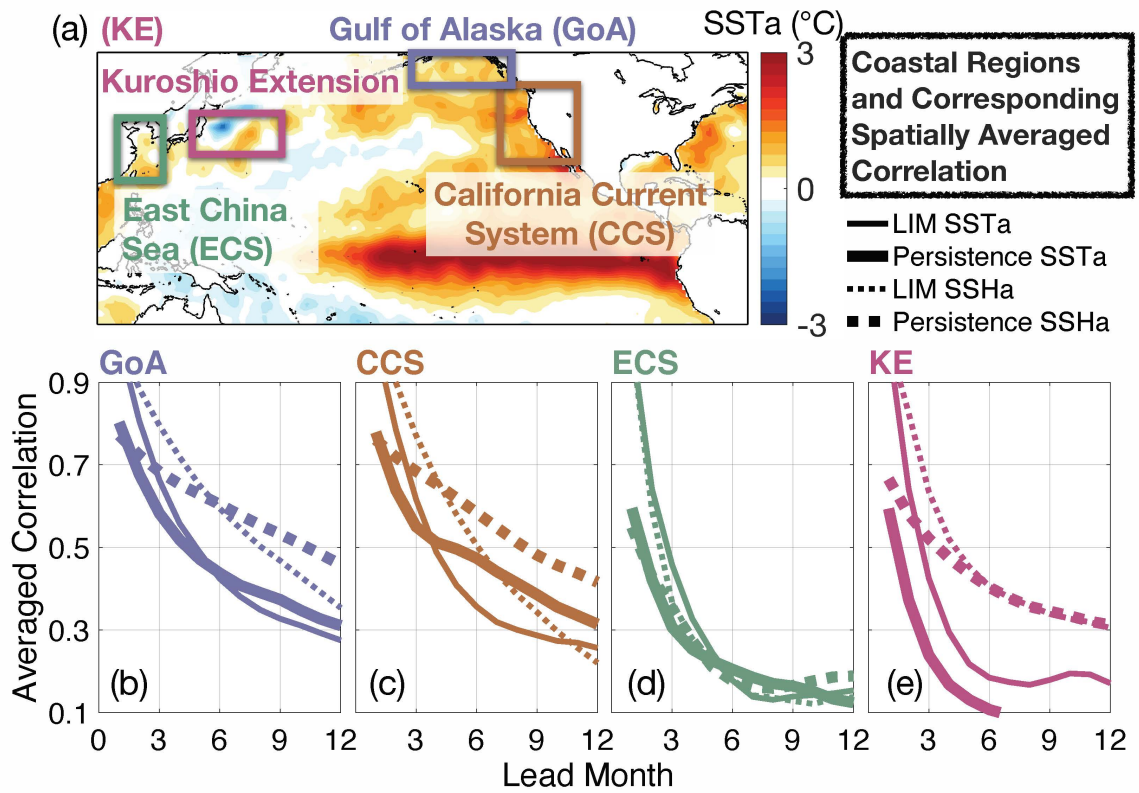 (a) (KE) Gulf of Alaska (GoA) SSTa (°C)
Kuroshio Extension
East China
Sea (ECS)
California Current
System (CCS)
3
0
-3
Coastal Regions
and Corresponding
Spatially Averaged
Correlation
LIM SSTa
Persistence SSTa
LIM SSHa
Persistence SSHa
GoA CCS ECS KE
Averaged Correlation
0.9
0.7
0.5
0.3
0.1
(b) (c) (d) (e)
0 3 6 9 12 3 6 9 12 3 6 9 12 3 6 9 12
Lead Month